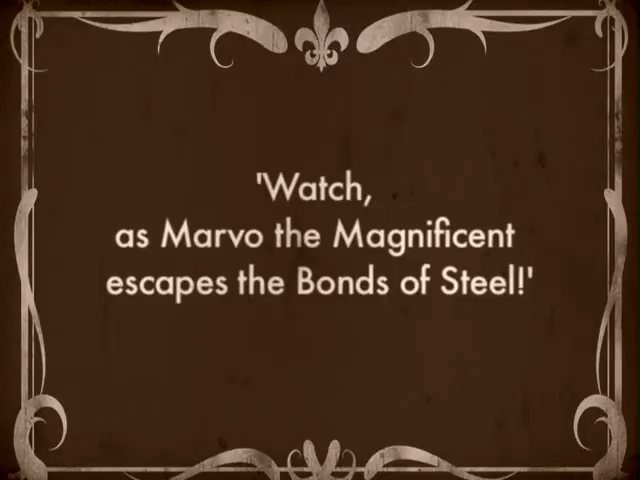 'Watch,
as Marvo the Magnificent
escapes the Bonds of Steel!'